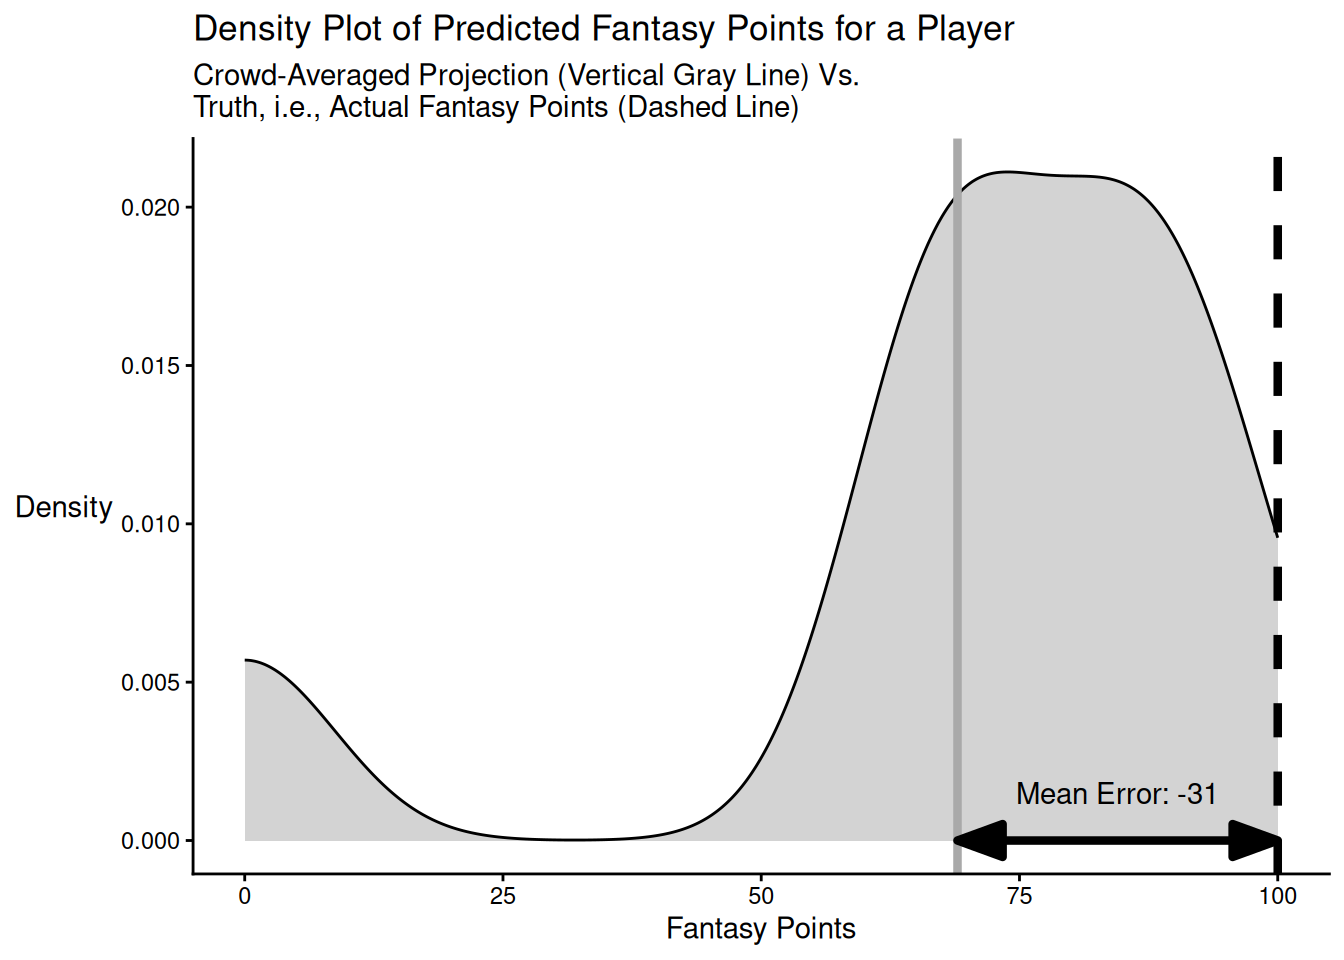 Density Plot of Predicted Fantasy Points for a Player
Crowd-Averaged Projection (Vertical Gray Line) Vs.
Truth, i.e., Actual Fantasy Points (Dashed Line)
0.020
0.015
Density
0.010
0.005
0.000
Mean Error: -31
0 25 50 75 100
Fantasy Points